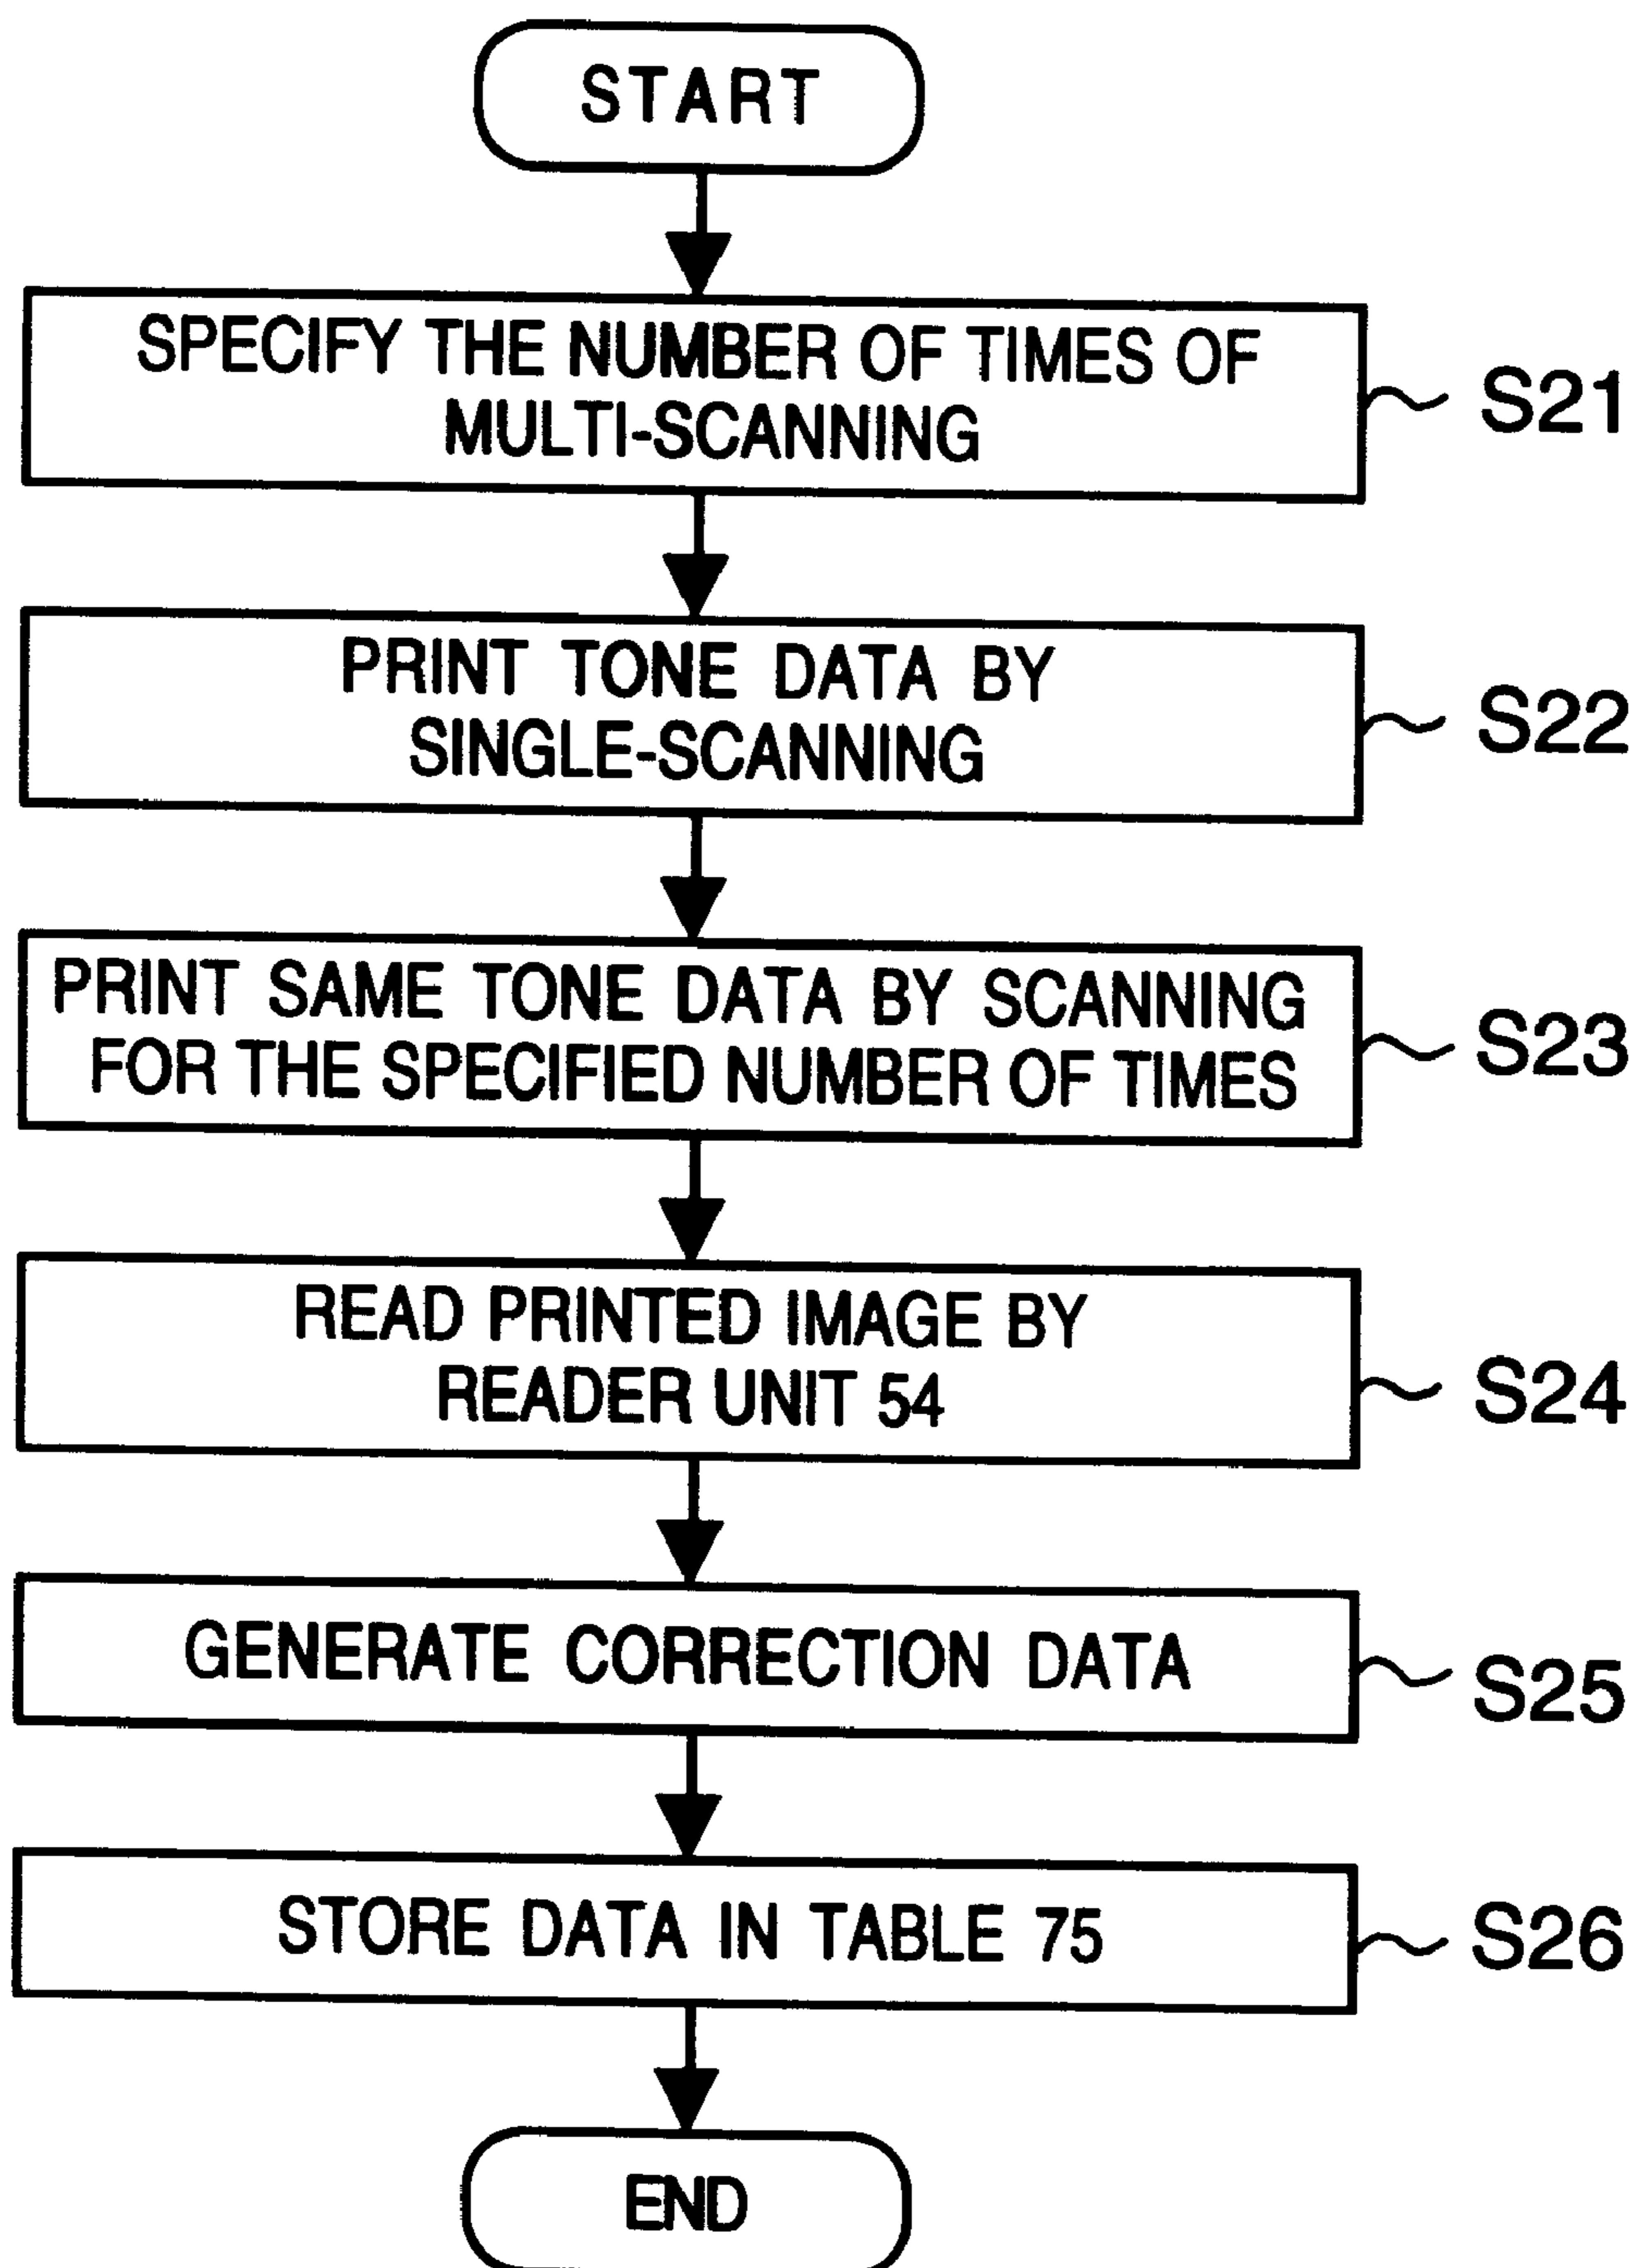 START
SPECIFY THE NUMBER OF TIMES OF
MULTI-SCANNING
S21
PRINT TONE DATA BY
SINGLE-SCANNING
S22
PRINT SAME TONE DATA BY SCANNING
FOR THE SPECIFIED NUMBER OF TIMES
S23
READ PRINTED IMAGE BY
READER UNIT 54
S24
GENERATE CORRECTION DATA
S25
STORE DATA IN TABLE 75
S26
END